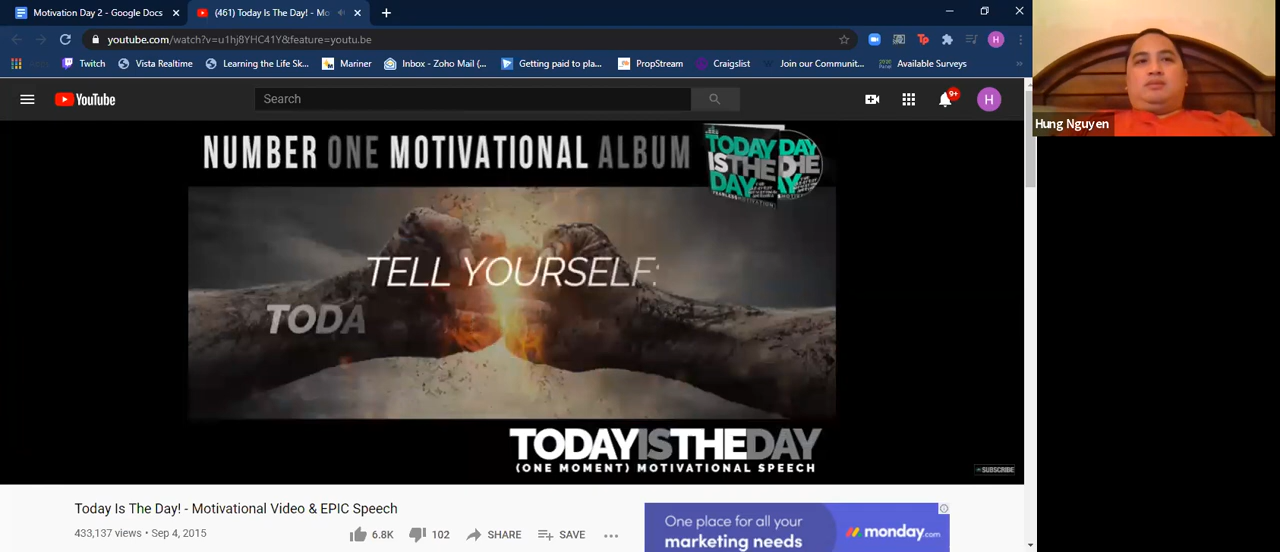 Motivation Day 2 - Google Docs
(461) Today Is The Day! - Mo
youtube.com/watch?v=u1hj8YHC41Y&feature=youtu.be
Twitch
Vista Realtime
Learning the Life Sk...
Mariner
Inbox - Zoho Mail (...
Getting paid to pla...
PropStream
Craigslist
Join our Communit...
Available Surveys
YouTube
Search
9+
H
Hung Nguyen
NUMBER ONE MOTIVATIONAL ALBUM
TODAY
IS THE
DAY
TELL YOURSELF:
TODA
TODAYISTHEDAY
(ONE MOMENT) MOTIVATIONAL SPEECH
SUBSCRIBE
Today Is The Day! - Motivational Video & EPIC Speech
433,137 views • Sep 4, 2015
6.8K
102
SHARE
SAVE
One place for all your
marketing needs
monday.com